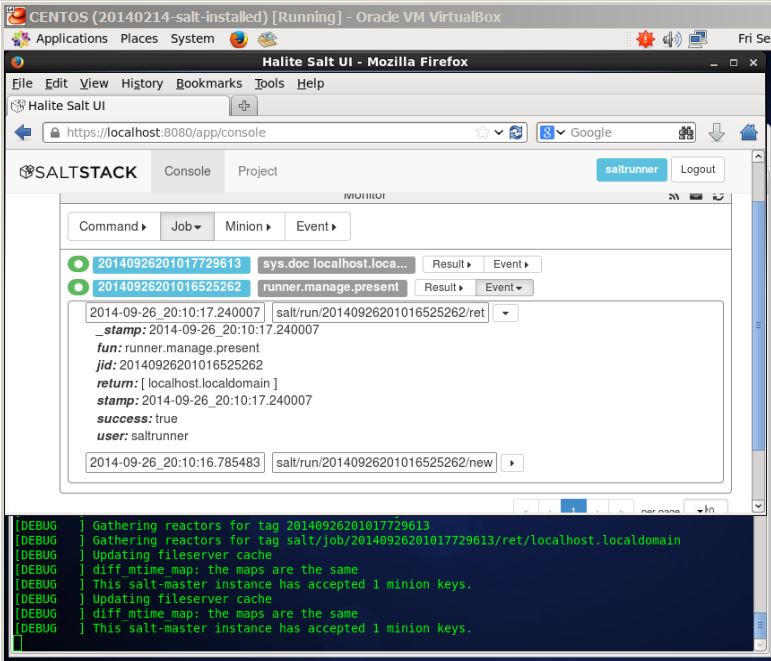 CENTOS (20140214-salt-installed) [Running] - Oracle VM VirtualBox
Applications Places System Fri Se
Halite Salt UI - Mozilla Firefox
File Edit View History Bookmarks Tools Help
Halite Salt UI
https://localhost:8080/app/console Google
SALTSTACK Console Project saltrunner Logout
Monitor
Command Job Minion Event
20140926201017729613 sys.doc localhost.loca... Result Event
20140926201016525262 runner.manage.present Result Event
2014-09-26_20:10:17.240007 salt/run/20140926201016525262/ret
_stamp: 2014-09-26_20:10:17.240007
fun: runner.manage.present
jid: 20140926201016525262
return: [ localhost.localdomain ]
stamp: 2014-09-26_20:10:17.240007
success: true
user: saltrunner
2014-09-26_20:10:16.785483 salt/run/20140926201016525262/new
« ‹ 1 › » per page
[DEBUG ] Gathering reactors for tag 20140926201017729613
[DEBUG ] Gathering reactors for tag salt/job/20140926201017729613/ret/localhost.localdomain
[DEBUG ] Updating fileserver cache
[DEBUG ] diff_mtime_map: the maps are the same
[DEBUG ] This salt-master instance has accepted 1 minion keys.
[DEBUG ] Updating fileserver cache
[DEBUG ] diff_mtime_map: the maps are the same
[DEBUG ] This salt-master instance has accepted 1 minion keys.